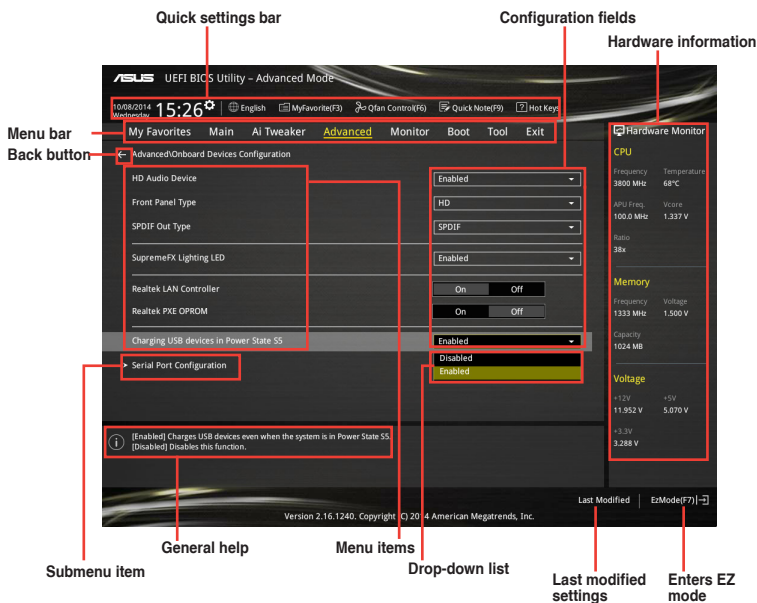 Quick settings bar
Configuration fields
Hardware information
ASUS UEFI BIOS Utility – Advanced Mode
10/08/2014
Wednesday
15:26
English
MyFavorite(F3)
Qfan Control(F6)
Quick Note(F9)
? Hot Keys
Menu bar
My Favorites Main Ai Tweaker Advanced Monitor Boot Tool Exit
Hardware Monitor
Back button
← Advanced\Onboard Devices Configuration
CPU
HD Audio Device
Enabled
Frequency Temperature
3800 MHz 68°C
Front Panel Type
HD
APU Freq. Vcore
100.0 MHz 1.337 V
SPDIF Out Type
SPDIF
Ratio
38x
SupremeFX Lighting LED
Enabled
Memory
Realtek LAN Controller
On Off
Frequency Voltage
1333 MHz 1.500 V
Realtek PXE OPROM
On Off
Capacity
1024 MB
Charging USB devices in Power State S5
Enabled
Disabled
Enabled
> Serial Port Configuration
Voltage
+12V +5V
11.952 V 5.070 V
+3.3V
3.288 V
[Enabled] Charges USB devices even when the system is in Power State S5.
[Disabled] Disables this function.
Last Modified
EzMode(F7)
Version 2.16.1240. Copyright (C) 2014 American Megatrends, Inc.
General help
Menu items
Drop-down list
Submenu item
Last modified
settings
Enters EZ
mode